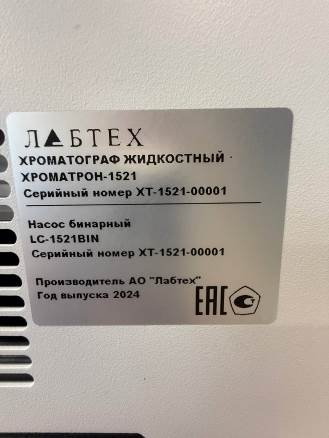 ЛАБТЕХ
ХРОМАТОГРАФ ЖИДКОСТНЫЙ
ХРОМАТРОН-1521
Серийный номер ХТ-1521-00001
Насос бинарный
LC-1521BIN
Серийный номер ХТ-1521-00001
Производитель АО "Лабтех"
Год выпуска 2024
ЕАС